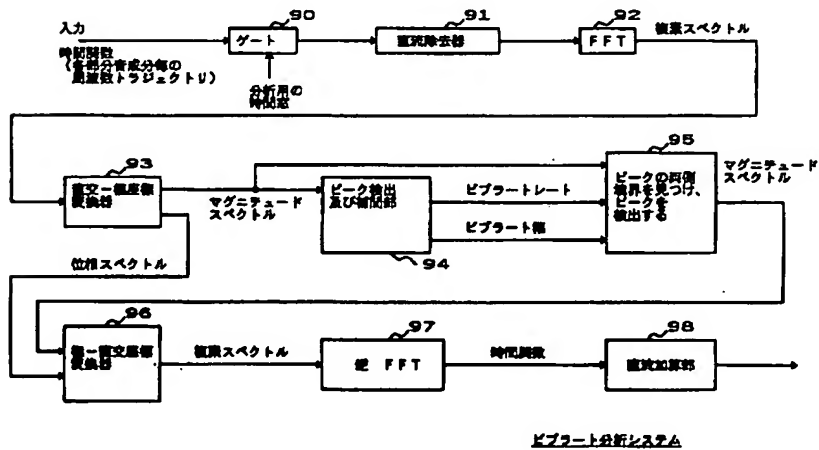 90
91
92
入力
ゲート
直流除去器
FFT
複素スペクトル
時間関数
(各部分音成分毎の
周波数トラジェクトリ)
分析用の
時間窓
93
95
直交－極座標
変換器
マグニチュード
スペクトル
ピーク検出
及び補間部
94
ビブラートレート
ビブラート幅
ピークの両側
境界を見つけ、
ピークを
検出する
マグニチュード
スペクトル
位相スペクトル
96
97
98
極－直交座標
変換器
複素スペクトル
逆 FFT
時間関数
直流加算部
ビブラート分析システム